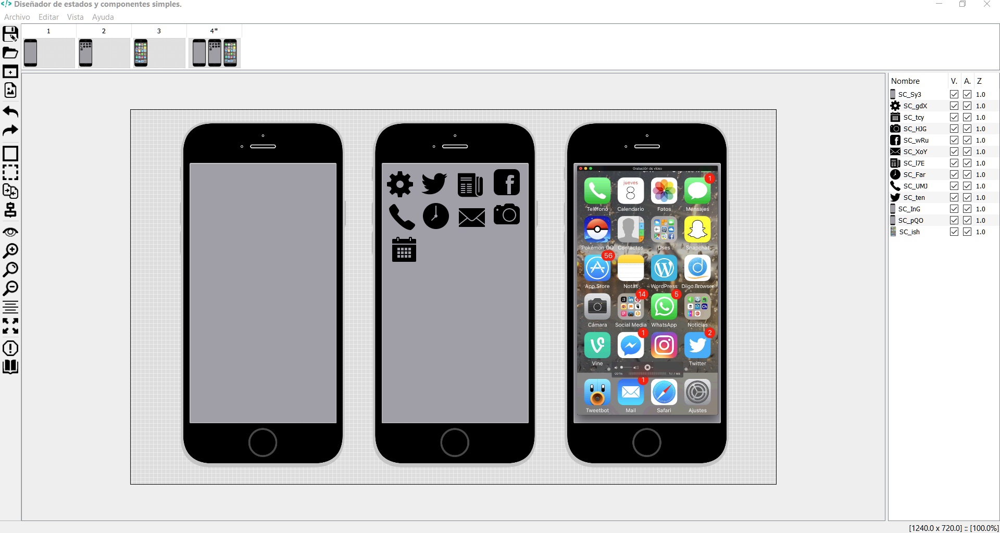 </> Diseñador de estados y componentes simples.
Archivo Editar Vista Ayuda
1 2 3 4*
Nombre V. A. Z
SC_Sy3 1.0
SC_gdX 1.0
SC_tcy 1.0
SC_HJG 1.0
SC_wRu 1.0
SC_XoY 1.0
SC_I7E 1.0
SC_Far 1.0
SC_UMJ 1.0
SC_ten 1.0
SC_InG 1.0
SC_pQO 1.0
SC_ish 1.0
Grabación de vídeo
jueves 1
8
Teléfono Calendario Fotos Mensajes
Pokémon GO Contactos Uses Snapchat
56
App Store Notas WordPress Diigo Browser
14 5
Cámara Social Media WhatsApp Noticias
1 2
Vine Twitter
00:15 17.7 MB
1
Tweetbot Mail Safari Ajustes
[1240.0 x 720.0] :: [100.0%]